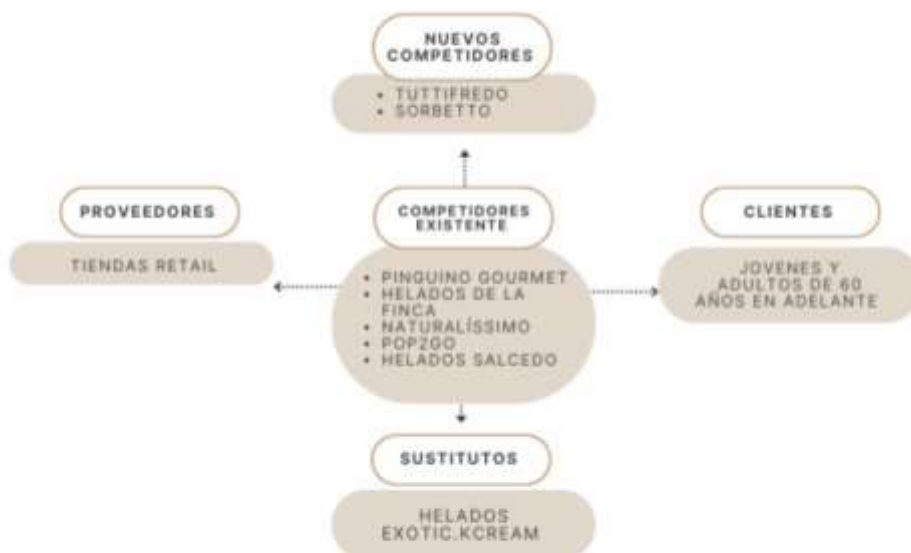 NUEVOS
COMPETIDORES
• TUTTIFREDO
• SORBETTO
PROVEEDORES
TIENDAS RETAIL
COMPETIDORES
EXISTENTE
• PINGUINO GOURMET
• HELADOS DE LA
FINCA
• NATURALÍSSIMO
• POP2GO
• HELADOS SALCEDO
CLIENTES
JOVENES Y
ADULTOS DE 60
AÑOS EN ADELANTE
SUSTITUTOS
HELADOS
EXOTIC.KCREAM